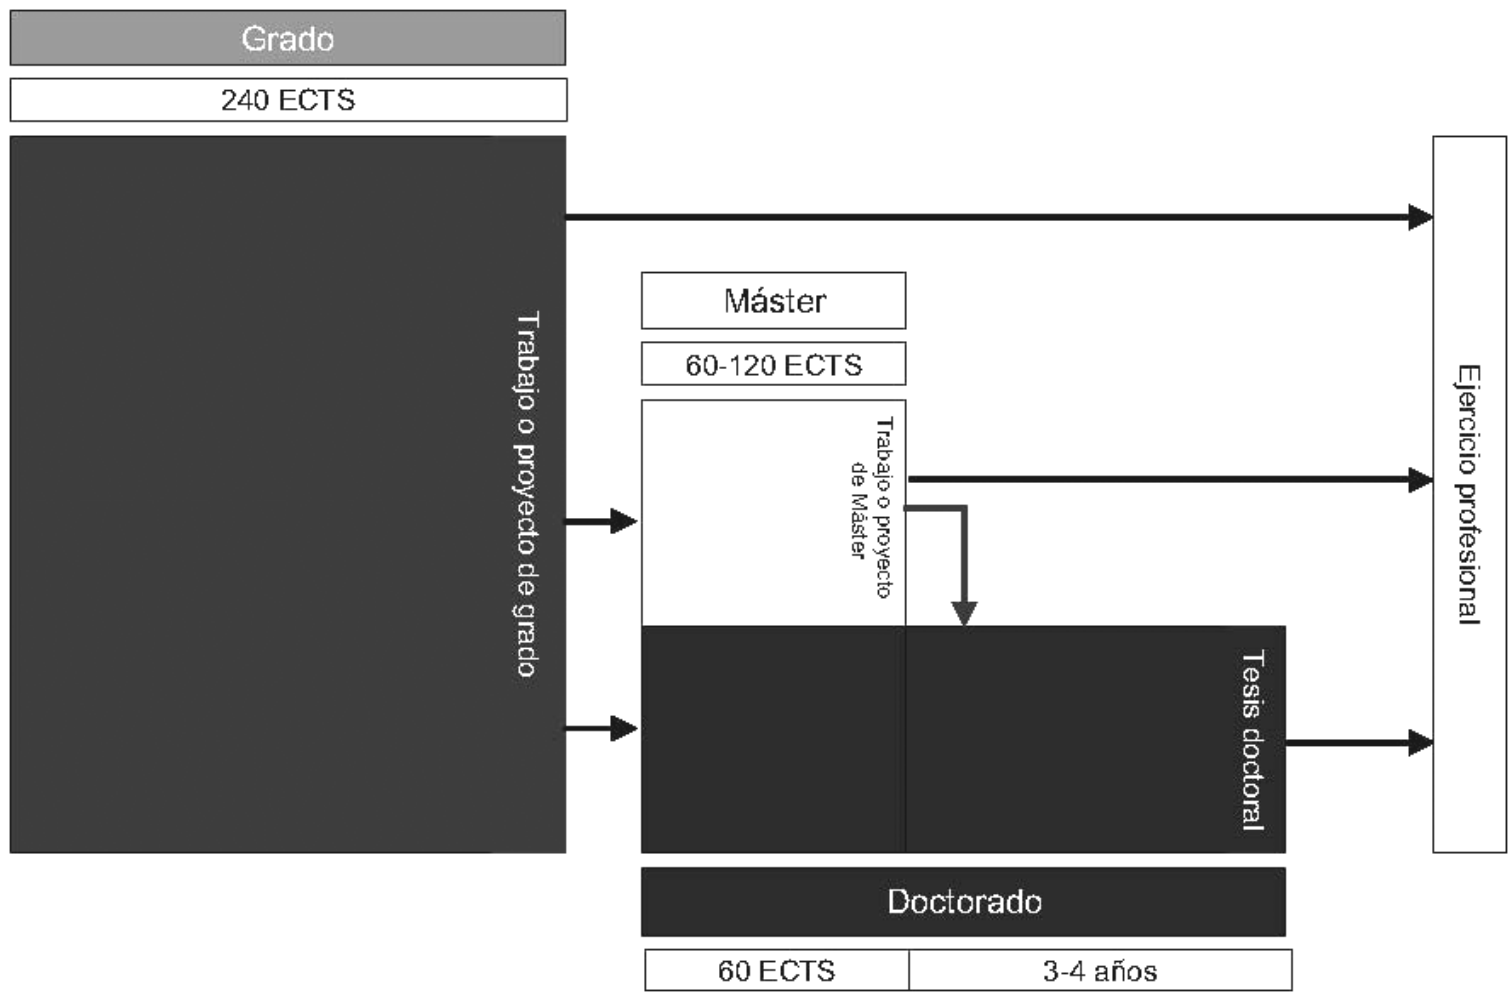 Grado
240 ECTS
Trabajo o proyecto de grado
Máster
60-120 ECTS
Trabajo o proyecto
de Máster
Tesis doctoral
Doctorado
60 ECTS
3-4 años
Ejercicio profesional